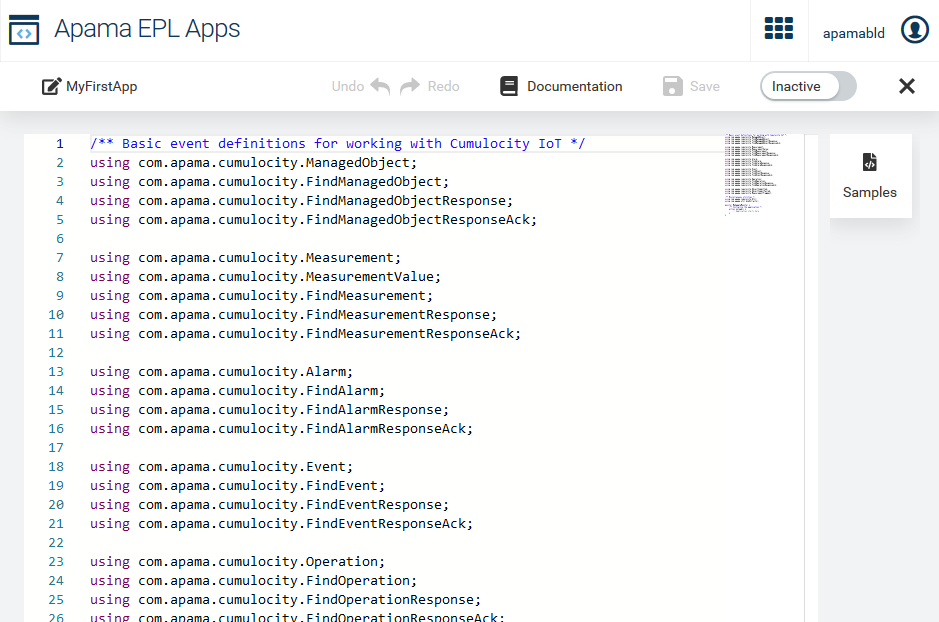 Apama EPL Apps
apamabld
MyFirstApp
Undo
Redo
Documentation
Save
Inactive
1 /** Basic event definitions for working with Cumulocity IoT */
2 using com.apama.cumulocity.ManagedObject;
3 using com.apama.cumulocity.FindManagedObject;
4 using com.apama.cumulocity.FindManagedObjectResponse;
5 using com.apama.cumulocity.FindManagedObjectResponseAck;
6
7 using com.apama.cumulocity.Measurement;
8 using com.apama.cumulocity.MeasurementValue;
9 using com.apama.cumulocity.FindMeasurement;
10 using com.apama.cumulocity.FindMeasurementResponse;
11 using com.apama.cumulocity.FindMeasurementResponseAck;
12
13 using com.apama.cumulocity.Alarm;
14 using com.apama.cumulocity.FindAlarm;
15 using com.apama.cumulocity.FindAlarmResponse;
16 using com.apama.cumulocity.FindAlarmResponseAck;
17
18 using com.apama.cumulocity.Event;
19 using com.apama.cumulocity.FindEvent;
20 using com.apama.cumulocity.FindEventResponse;
21 using com.apama.cumulocity.FindEventResponseAck;
22
23 using com.apama.cumulocity.Operation;
24 using com.apama.cumulocity.FindOperation;
25 using com.apama.cumulocity.FindOperationResponse;
26 using com.apama.cumulocity.FindOperationResponseAck;
Samples